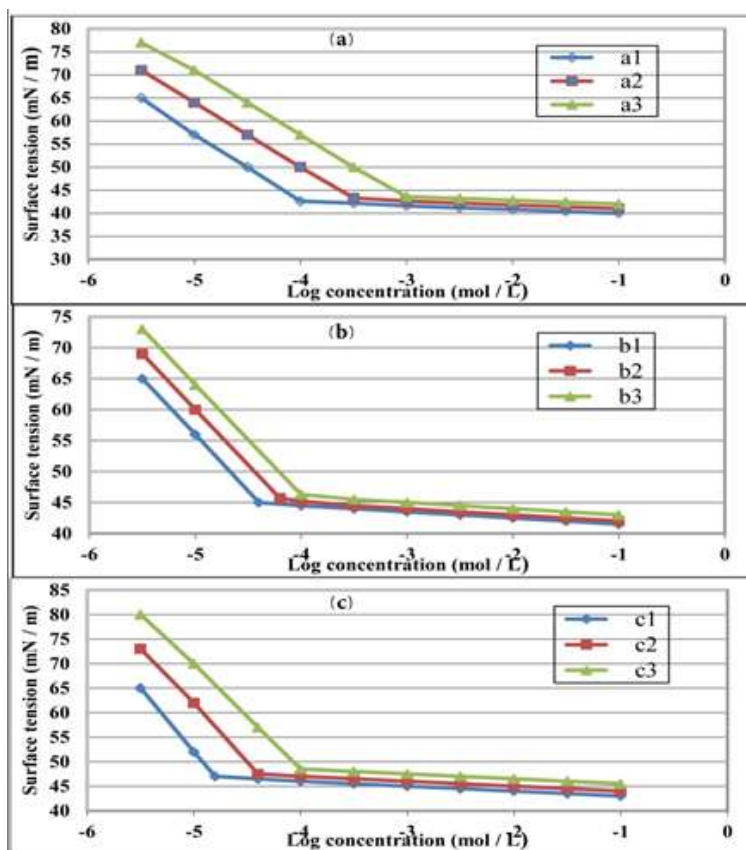 (a)
80
75
70
65
60
55
50
45
40
35
30
Surface tension (mN / m)
a1
a2
a3
-6
-5
-4
-3
-2
-1
0
Log concentration (mol / L)
(b)
75
70
65
60
55
50
45
40
Surface tension (mN / m)
b1
b2
b3
-6
-5
-4
-3
-2
-1
0
Log concentration (mol / L)
(c)
85
80
75
70
65
60
55
50
45
40
Surface tension (mN / m)
c1
c2
c3
-6
-5
-4
-3
-2
-1
0
Log concentration (mol / L)